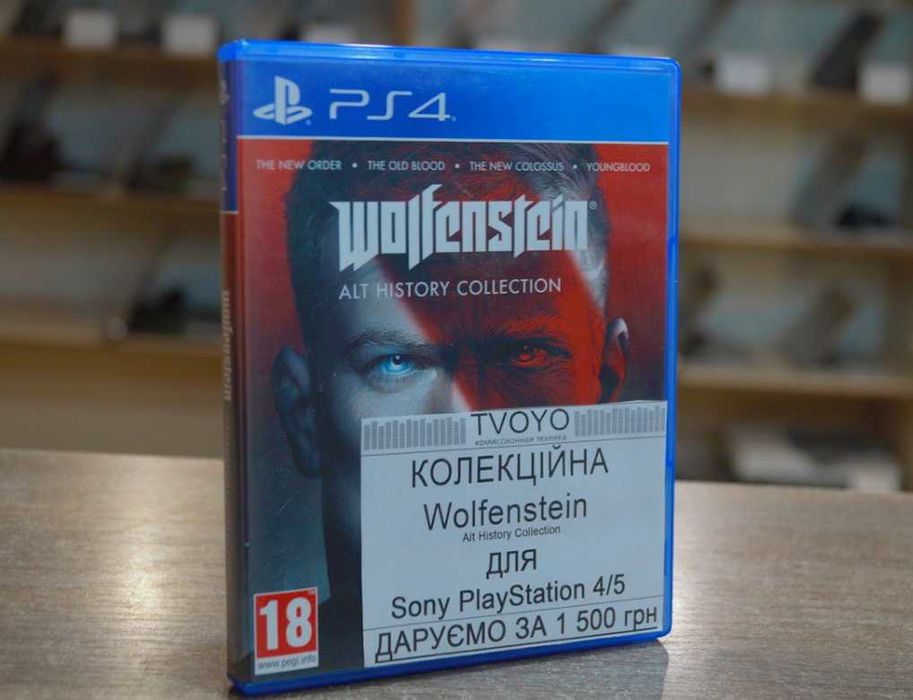 PS4
THE NEW ORDER • THE OLD BLOOD • THE NEW COLOSSUS • YOUNGBLOOD
Wolfenstein®
ALT HISTORY COLLECTION
TVOYO
КОМИССИОННАЯ ТЕХНИКА
КОЛЕКЦІЙНА
Wolfenstein
Alt History Collection
ДЛЯ
Sony PlayStation 4/5
ДАРУЄМО ЗА 1 500 грн
18
www.pegi.info
Wolfenstein